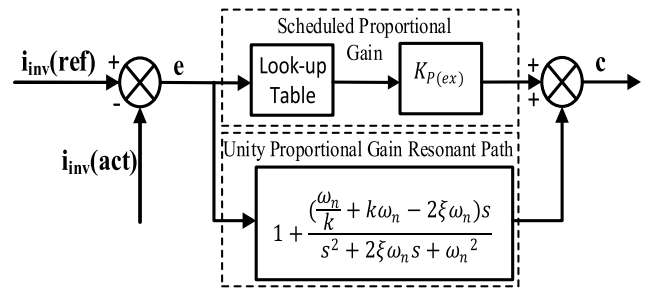 Scheduled Proportional
Gain
i_inv(ref)
+
-
e
Look-up
Table
K_P(ex)
+
+
c
i_inv(act)
Unity Proportional Gain Resonant Path
1 + ((ω_n/k + kω_n − 2ξω_n)s)/(s² + 2ξω_n s + ω_n²)